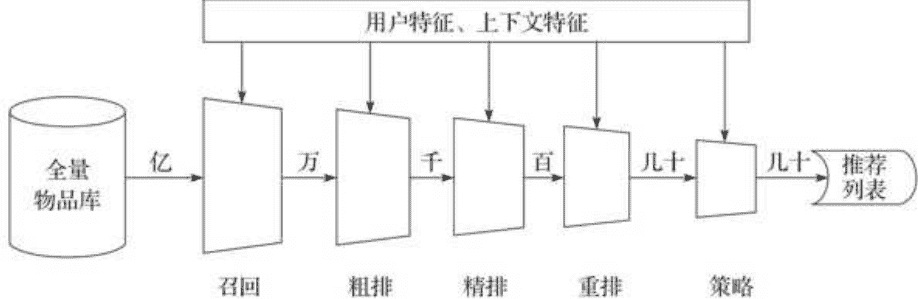 用户特征、上下文特征
全量
物品库
亿
万
千
百
几十
几十
推荐
列表
召回
粗排
精排
重排
策略